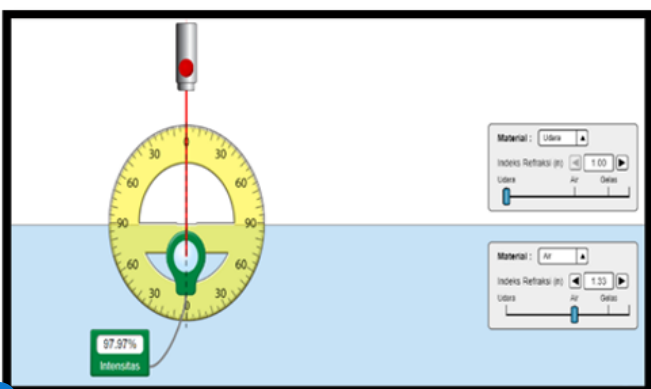 0
30 30
60 60
90 90
60 60
30 30
0
Material : Udara
Indeks Refraksi (n) 1.00
Udara Air Gelas
Material : Air
Indeks Refraksi (n) 1.33
Udara Air Gelas
97.97%
Intensitas